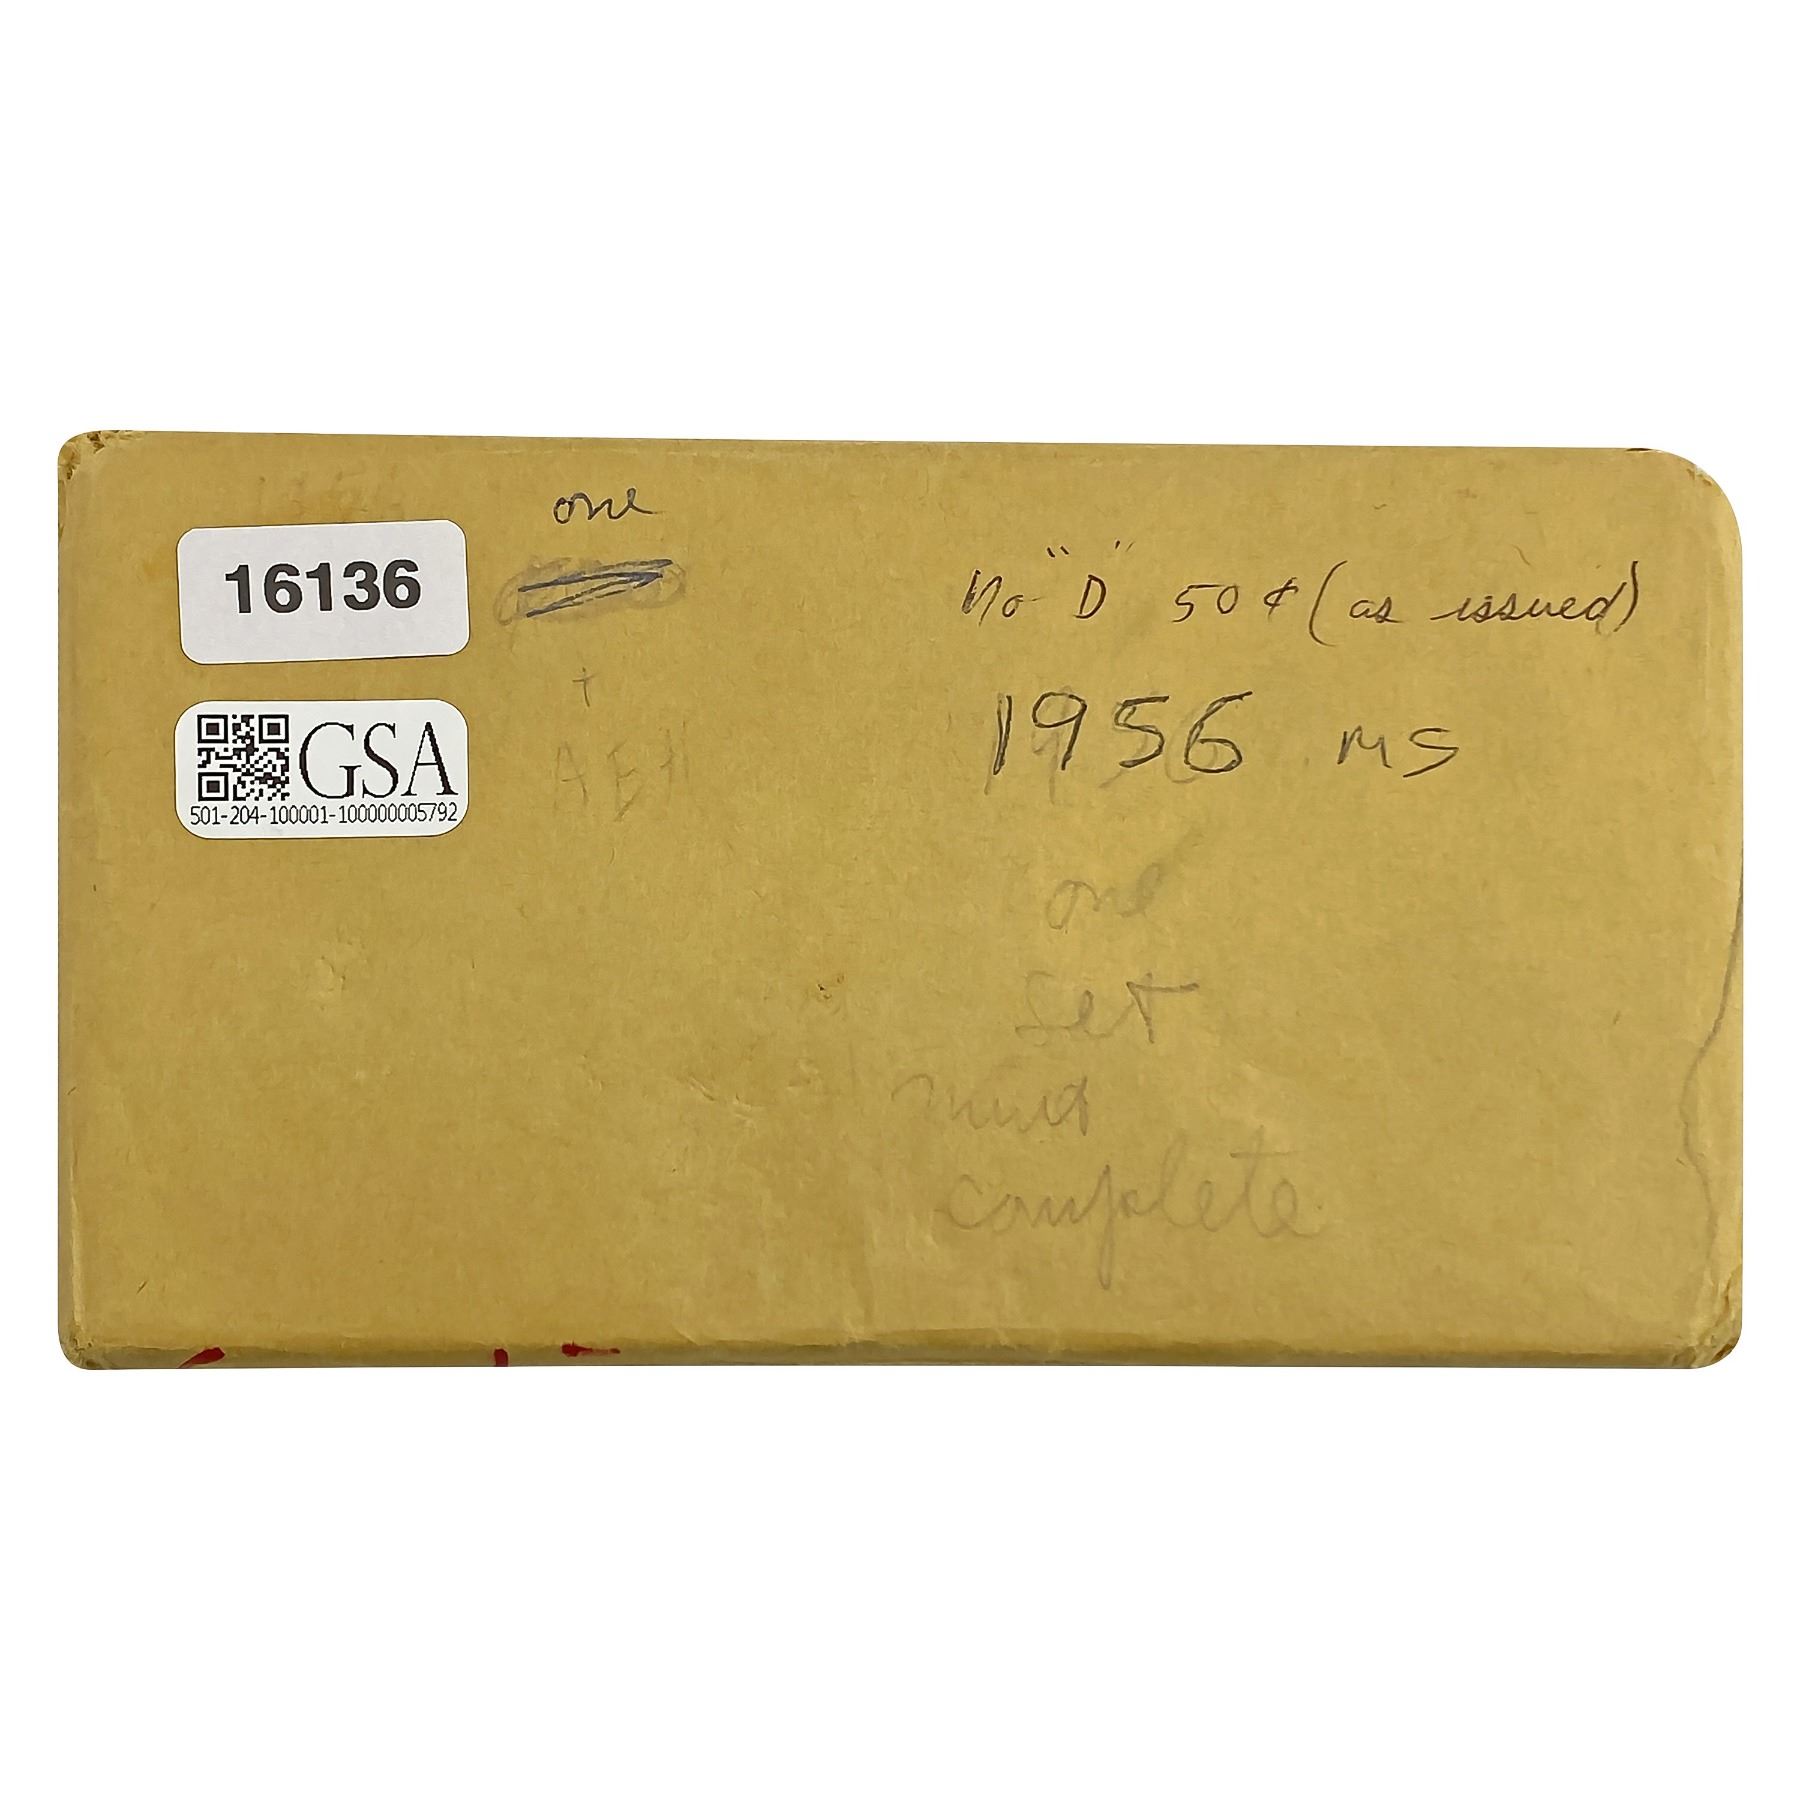 one
16136
No "D" 50¢ (as issued)
+
1956 MS
GSA
501-204-100001-100000005792
one
set
mint
complete